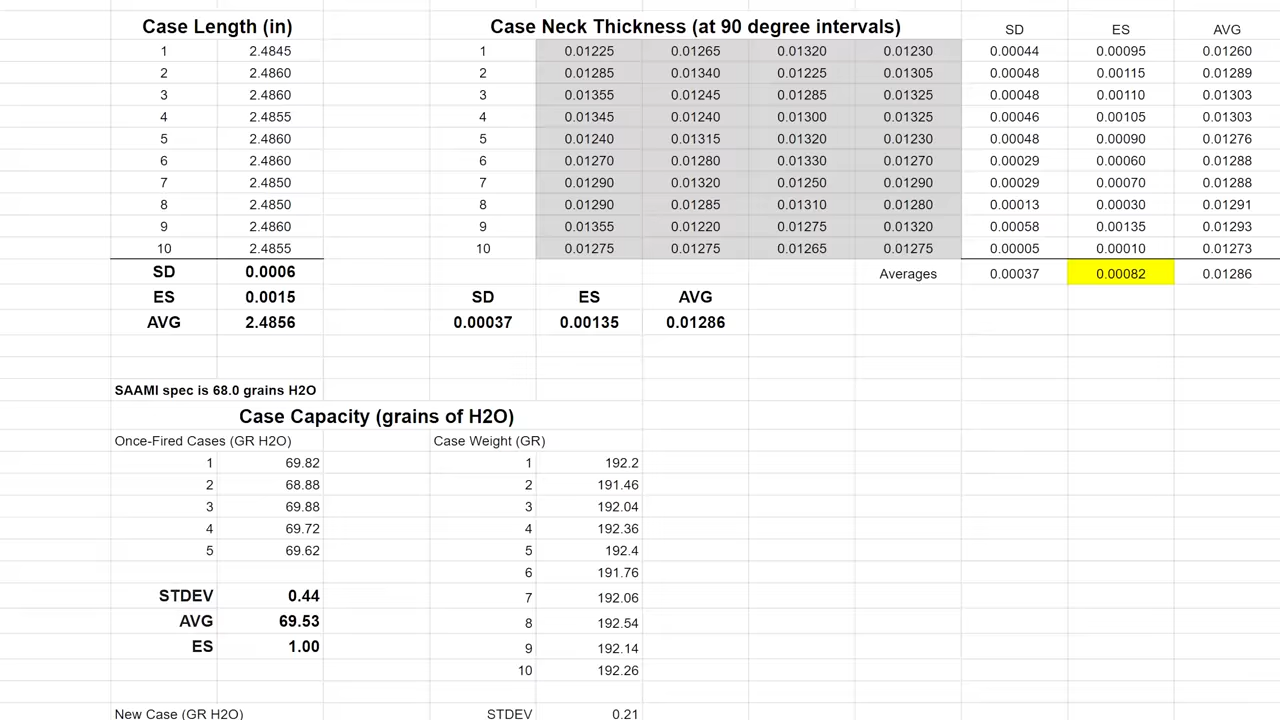 Case Length (in) Case Neck Thickness (at 90 degree intervals) SD ES AVG
1 2.4845 1 0.01225 0.01265 0.01320 0.01230 0.00044 0.00095 0.01260
2 2.4860 2 0.01285 0.01340 0.01225 0.01305 0.00048 0.00115 0.01289
3 2.4860 3 0.01355 0.01245 0.01285 0.01325 0.00048 0.00110 0.01303
4 2.4855 4 0.01345 0.01240 0.01300 0.01325 0.00046 0.00105 0.01303
5 2.4860 5 0.01240 0.01315 0.01320 0.01230 0.00048 0.00090 0.01276
6 2.4860 6 0.01270 0.01280 0.01330 0.01270 0.00029 0.00060 0.01288
7 2.4850 7 0.01290 0.01320 0.01250 0.01290 0.00029 0.00070 0.01288
8 2.4850 8 0.01290 0.01285 0.01310 0.01280 0.00013 0.00030 0.01291
9 2.4860 9 0.01355 0.01220 0.01275 0.01320 0.00058 0.00135 0.01293
10 2.4855 10 0.01275 0.01275 0.01265 0.01275 0.00005 0.00010 0.01273
SD 0.0006 Averages 0.00037 0.00082 0.01286
ES 0.0015 SD ES AVG
AVG 2.4856 0.00037 0.00135 0.01286
SAAMI spec is 68.0 grains H2O
Case Capacity (grains of H2O)
Once-Fired Cases (GR H2O) Case Weight (GR)
1 69.82 1 192.2
2 68.88 2 191.46
3 69.88 3 192.04
4 69.72 4 192.36
5 69.62 5 192.4
6 191.76
STDEV 0.44 7 192.06
AVG 69.53 8 192.54
ES 1.00 9 192.14
10 192.26
New Case (GR H2O) STDEV 0.21